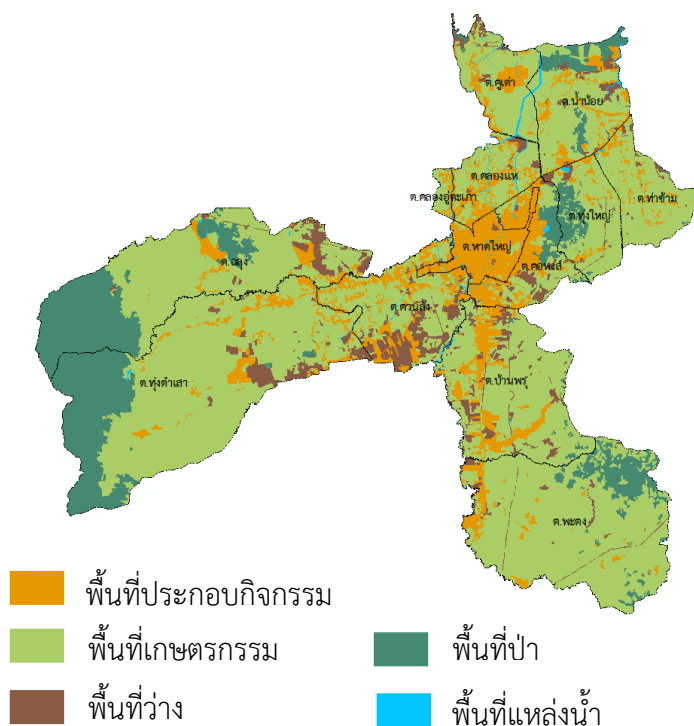 ต.คูเต่า
ต.น้ำน้อย
ต.คลองแห
ต.คลองอู่ตะเภา
ต.ท่าข้าม
ต.ทุ่งใหญ่
ต.หาดใหญ่
ต.คอหงส์
ต.ฉลุง
ต.ควนลัง
ต.ทุ่งตำเสา
ต.บ้านพรุ
ต.พะตง
พื้นที่ประกอบกิจกรรม
พื้นที่เกษตรกรรม
พื้นที่ป่า
พื้นที่ว่าง
พื้นที่แหล่งน้ำ